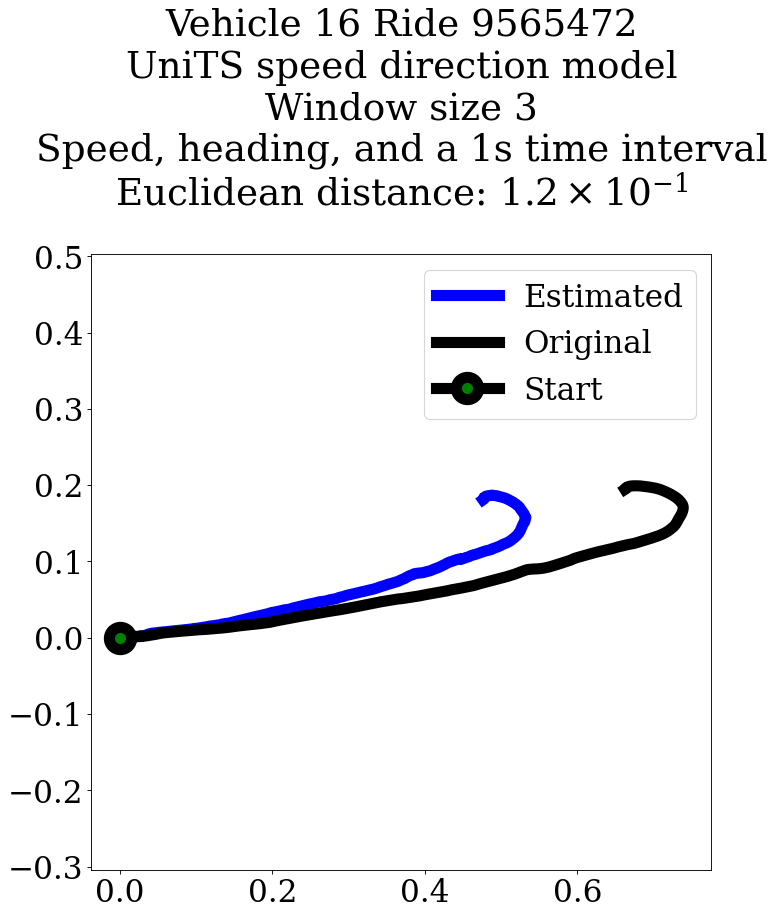 Vehicle 16 Ride 9565472
UniTS speed direction model
Window size 3
Speed, heading, and a 1s time interval
Euclidean distance: 1.2 × 10⁻¹
Estimated
Original
Start
0.5
0.4
0.3
0.2
0.1
0.0
−0.1
−0.2
−0.3
0.0 0.2 0.4 0.6